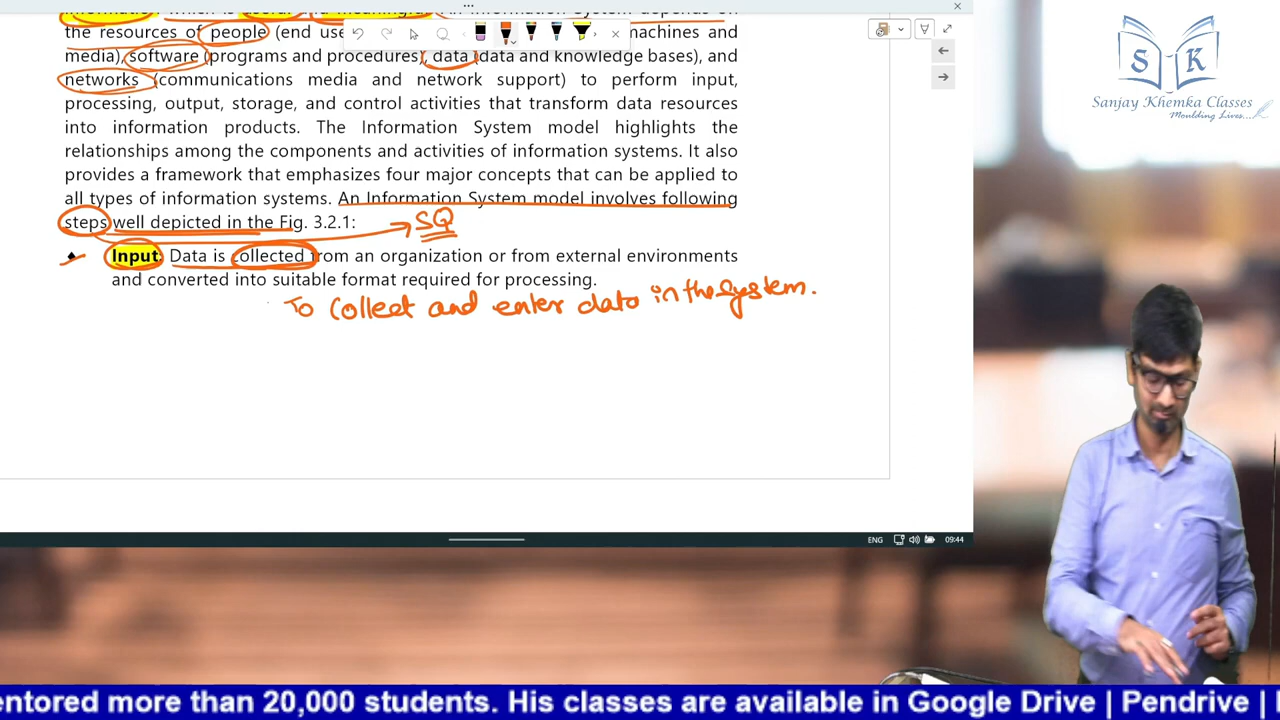 the resources of people (end use machines and
media), software (programs and procedures), data (data and knowledge bases), and
networks (communications media and network support) to perform input,
processing, output, storage, and control activities that transform data resources
into information products. The Information System model highlights the
relationships among the components and activities of information systems. It also
provides a framework that emphasizes four major concepts that can be applied to
all types of information systems. An Information System model involves following
steps well depicted in the Fig. 3.2.1:
SQ
Input. Data is collected from an organization or from external environments
and converted into suitable format required for processing.
To collect and enter data in the system.
ENG 09:44
S K
Sanjay Khemka Classes
Moulding Lives...
entored more than 20,000 students. His classes are available in Google Drive | Pendrive |